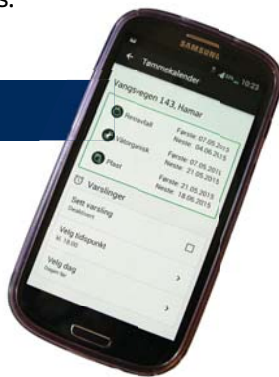 s.
SAMSUNG
10:23
Tømmekalender
Vangsvegen 143, Hamar
Restavfall
Første: 07.05.2015
Neste: 04.06.2015
Våtorganisk
Første: 07.05.2015
Neste: 21.05.2015
Plast
Første: 21.05.2015
Neste: 18.06.2015
Varslinger
Sett varsling
Deaktivert
Velg tidspunkt
kl. 18:00
Velg dag
Dagen før